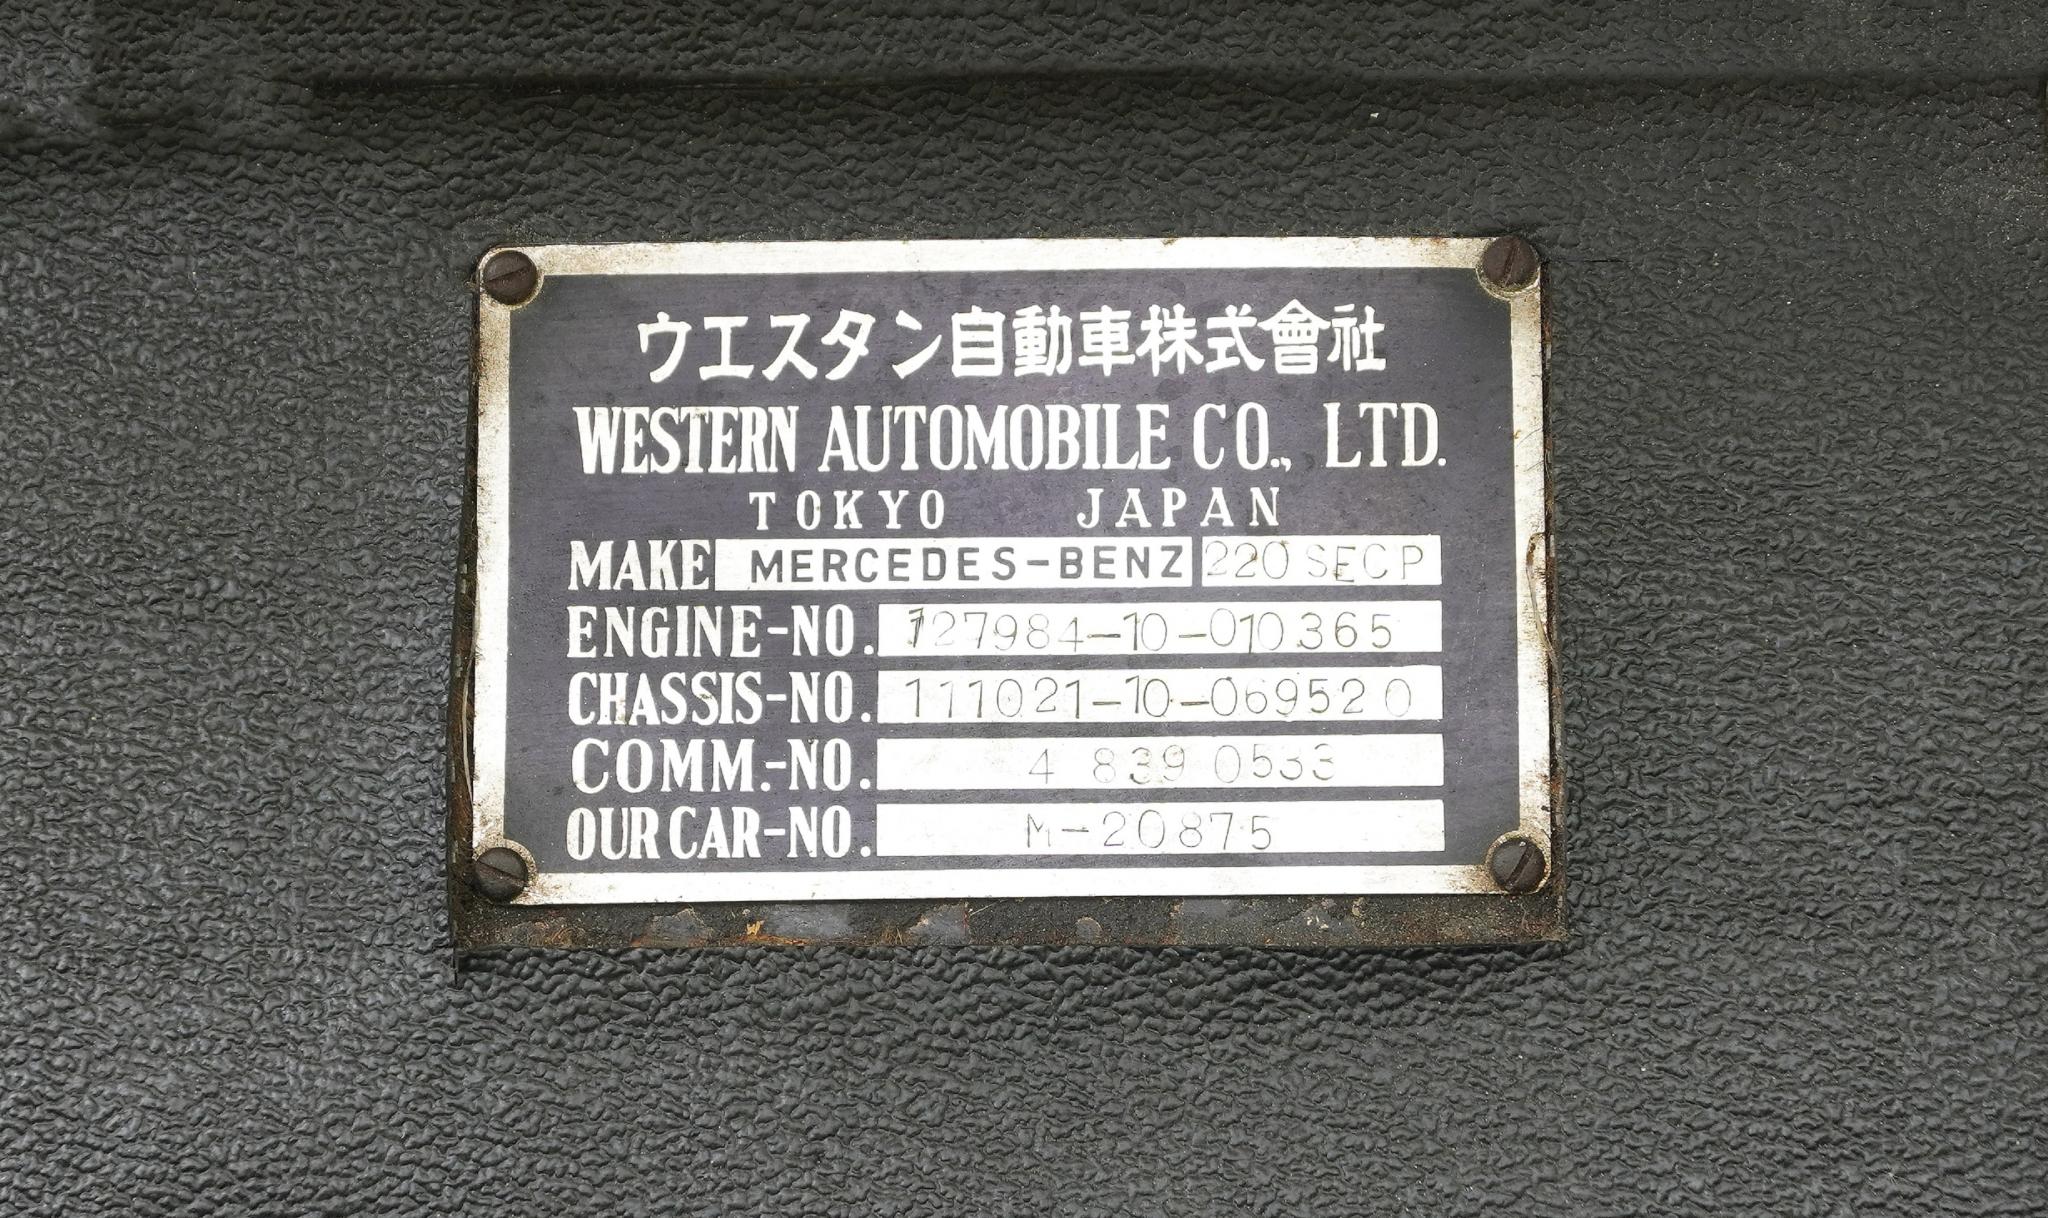 ウエスタン自動車株式會社
WESTERN AUTOMOBILE CO., LTD.
TOKYO JAPAN
MAKE MERCEDES-BENZ 220 SECP
ENGINE-NO. 127984-10-010365
CHASSIS-NO. 111021-10-069520
COMM.-NO. 4 839 0533
OUR CAR-NO. M-20875